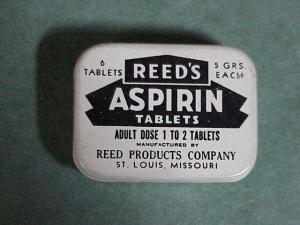 6 TABLETS
REED'S
5 GRS. EACH
ASPIRIN
TABLETS
ADULT DOSE 1 TO 2 TABLETS
MANUFACTURED BY
REED PRODUCTS COMPANY
ST. LOUIS, MISSOURI